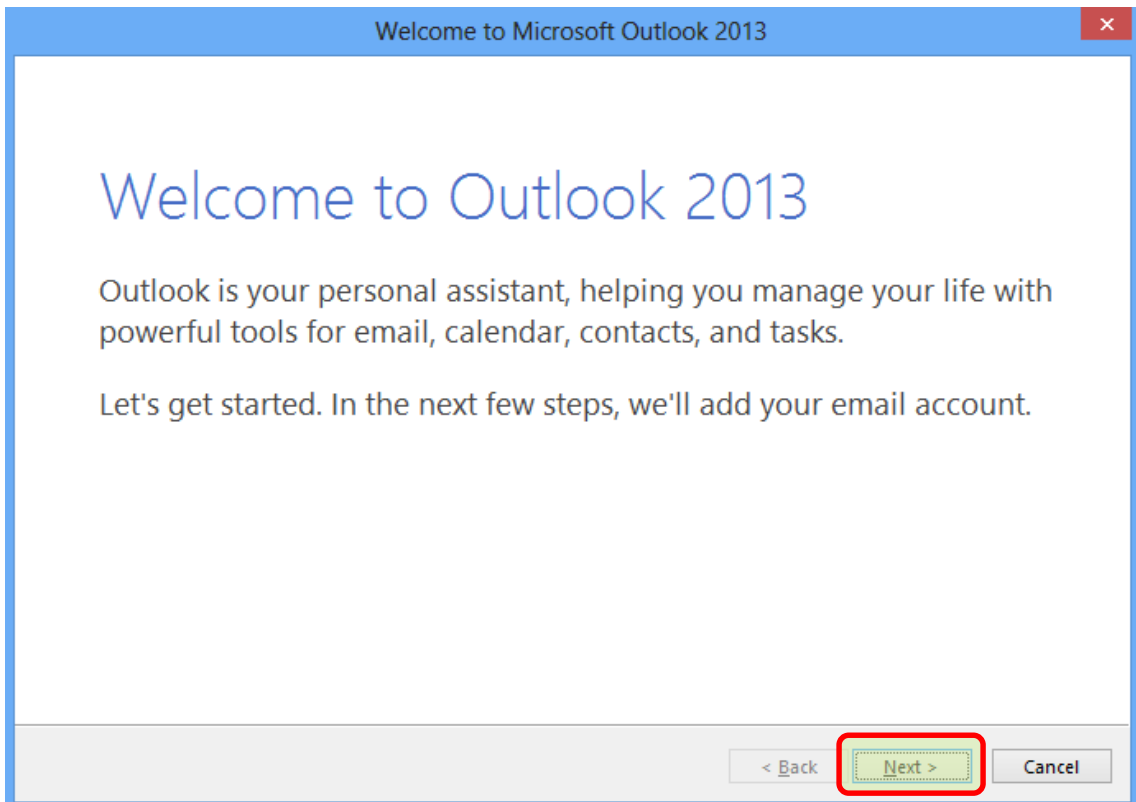 Welcome to Microsoft Outlook 2013
×
Welcome to Outlook 2013
Outlook is your personal assistant, helping you manage your life with
powerful tools for email, calendar, contacts, and tasks.
Let's get started. In the next few steps, we'll add your email account.
< Back Next > Cancel